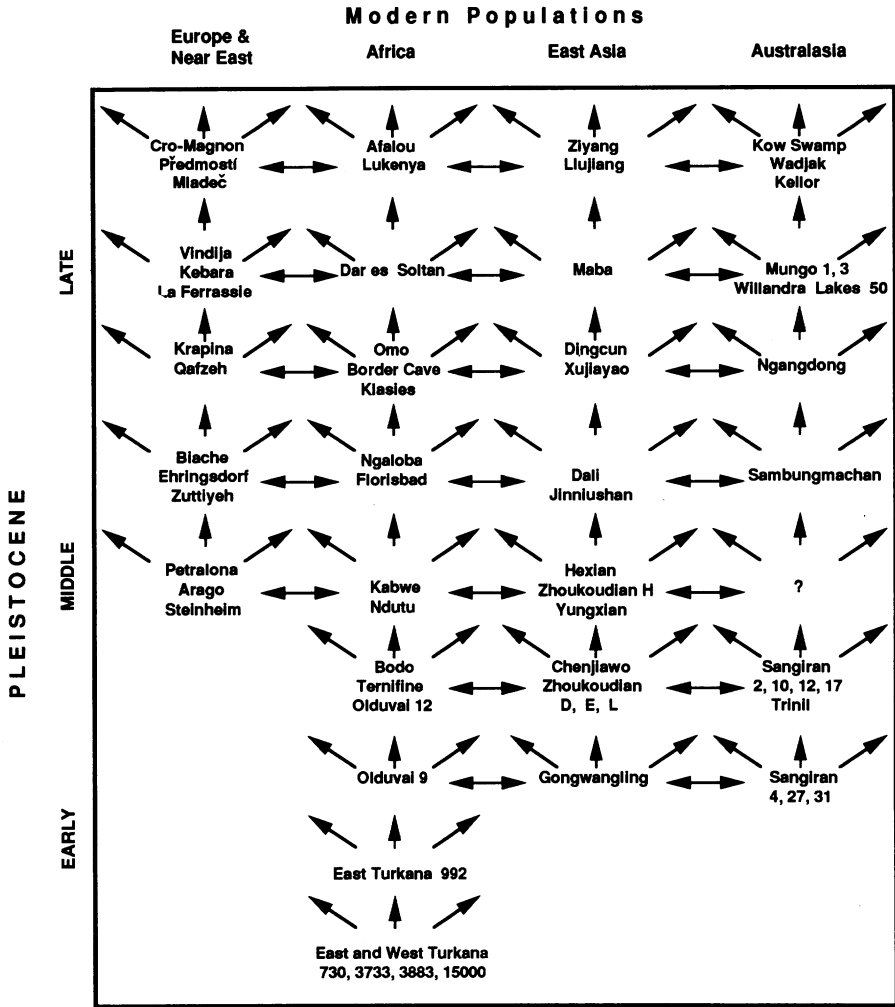 Modern Populations
Europe &
Near East
Africa
East Asia
Australasia
Cro-Magnon
Předmostí
Mladeč
Afalou
Lukenya
Ziyang
Liujiang
Kow Swamp
Wadjak
Keilor
LATE
Vindija
Kebara
La Ferrassie
Dar es Soltan
Maba
Mungo 1, 3
Willandra Lakes 50
Krapina
Qafzeh
Omo
Border Cave
Klasies
Dingcun
Xujiayao
Ngangdong
PLEISTOCENE
Biache
Ehringsdorf
Zuttiyeh
Ngaloba
Florisbad
Dali
Jinniushan
Sambungmachan
MIDDLE
Petralona
Arago
Steinheim
Kabwe
Ndutu
Hexian
Zhoukoudian H
Yungxian
?
Bodo
Ternifine
Olduvai 12
Chenjiawo
Zhoukoudian
D, E, L
Sangiran
2, 10, 12, 17
Trinil
Olduvai 9
Gongwangling
Sangiran
4, 27, 31
EARLY
East Turkana 992
East and West Turkana
730, 3733, 3883, 15000